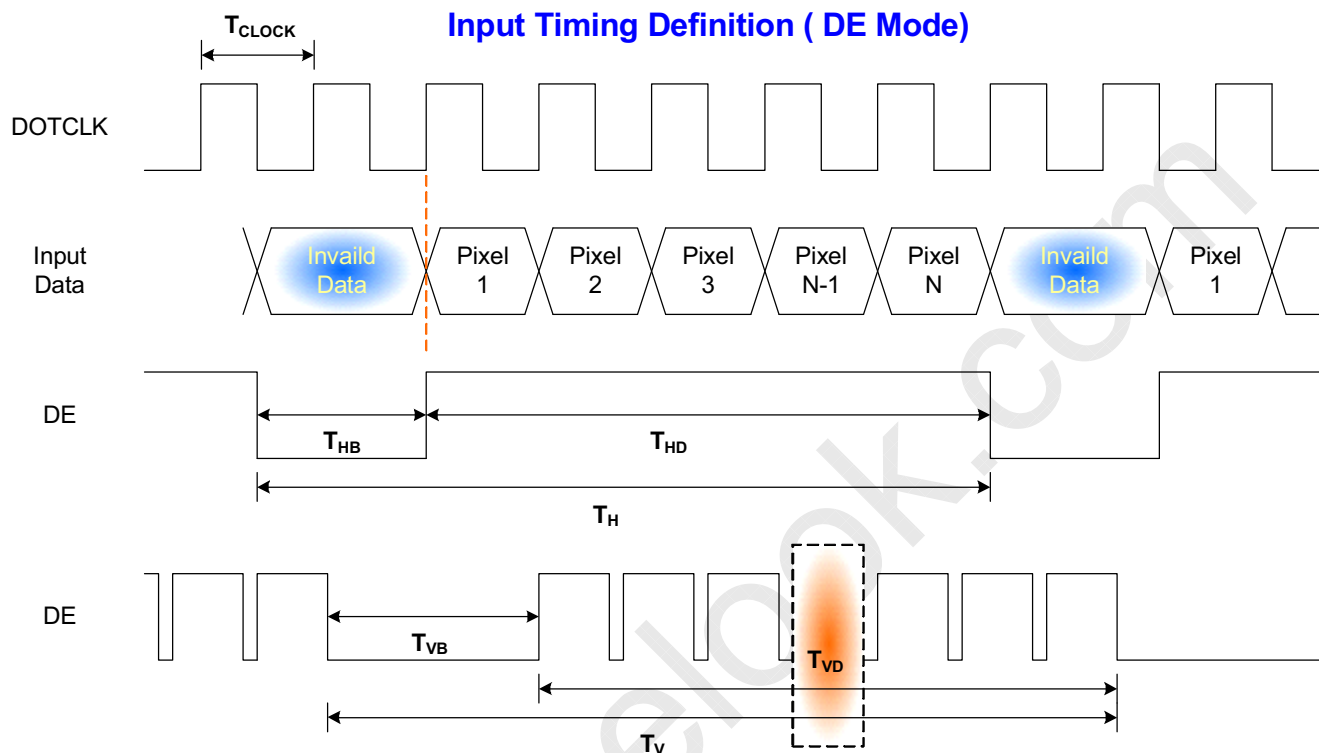 Input Timing Definition ( DE Mode)
TCLOCK
DOTCLK
Input
Data
Invaild
Data
Pixel
1
Pixel
2
Pixel
3
Pixel
N-1
Pixel
N
Invaild
Data
Pixel
1
DE
THB
THD
TH
DE
TVB
TVD
TV
elook.com